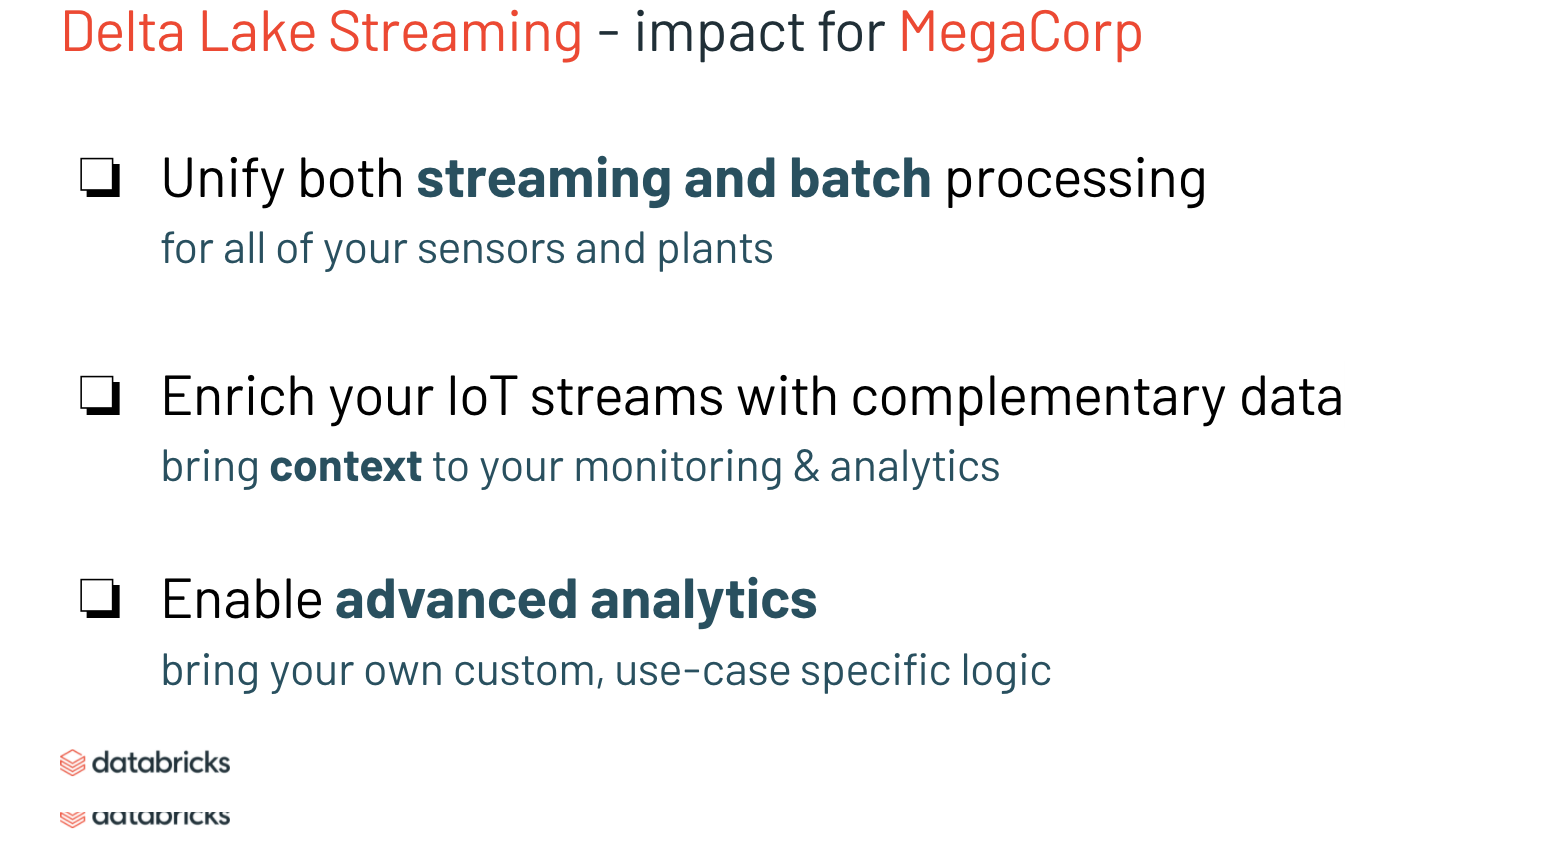 Delta Lake Streaming - impact for MegaCorp
Unify both streaming and batch processing
for all of your sensors and plants
Enrich your IoT streams with complementary data
bring context to your monitoring & analytics
Enable advanced analytics
bring your own custom, use-case specific logic
databricks
databricks